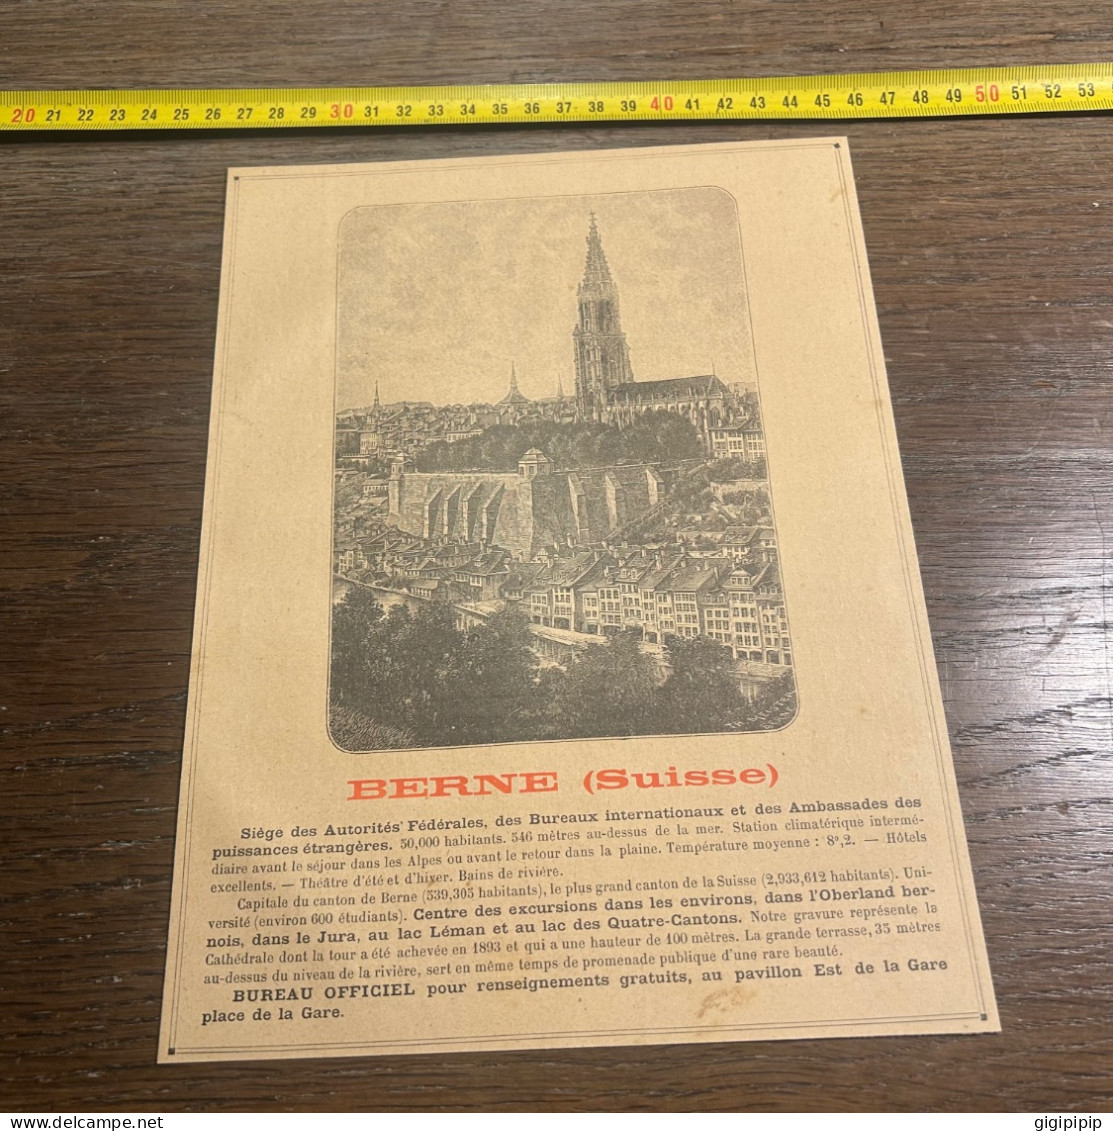 20 21 22 23 24 25 26 27 28 29 30 31 32 33 34 35 36 37 38 39 40 41 42 43 44 45 46 47 48 49 50 51 52 53
BERNE (Suisse)
Siège des Autorités Fédérales, des Bureaux internationaux et des Ambassades des
puissances étrangères. 50,000 habitants. 546 mètres au-dessus de la mer. Station climatérique intermé-
diaire avant le séjour dans les Alpes ou avant le retour dans la plaine. Température moyenne : 8°,2. — Hôtels
excellents. — Théâtre d'été et d'hiver. Bains de rivière.
Capitale du canton de Berne (539,305 habitants), le plus grand canton de la Suisse (2,933,612 habitants). Uni-
versité (environ 600 étudiants). Centre des excursions dans les environs, dans l'Oberland ber-
nois, dans le Jura, au lac Léman et au lac des Quatre-Cantons. Notre gravure représente la
Cathédrale dont la tour a été achevée en 1893 et qui a une hauteur de 100 mètres. La grande terrasse, 35 mètres
au-dessus du niveau de la rivière, sert en même temps de promenade publique d'une rare beauté.
BUREAU OFFICIEL pour renseignements gratuits, au pavillon Est de la Gare
place de la Gare.
gigipipip